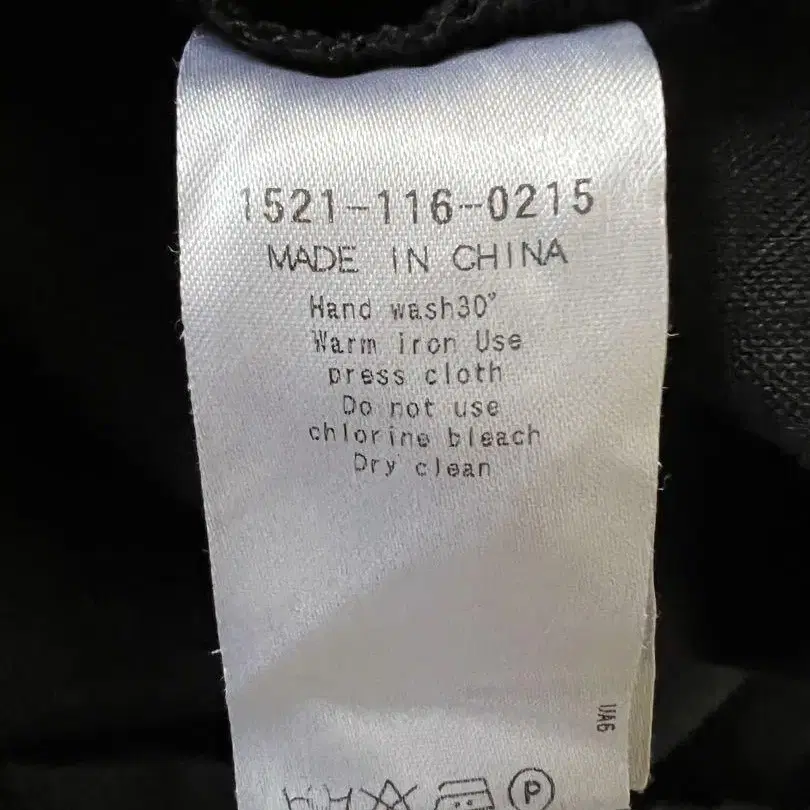 1521-116-0215
MADE IN CHINA
Hand wash30°
Warm iron Use
press cloth
Do not use
chlorine bleach
Dry clean
UA6
P